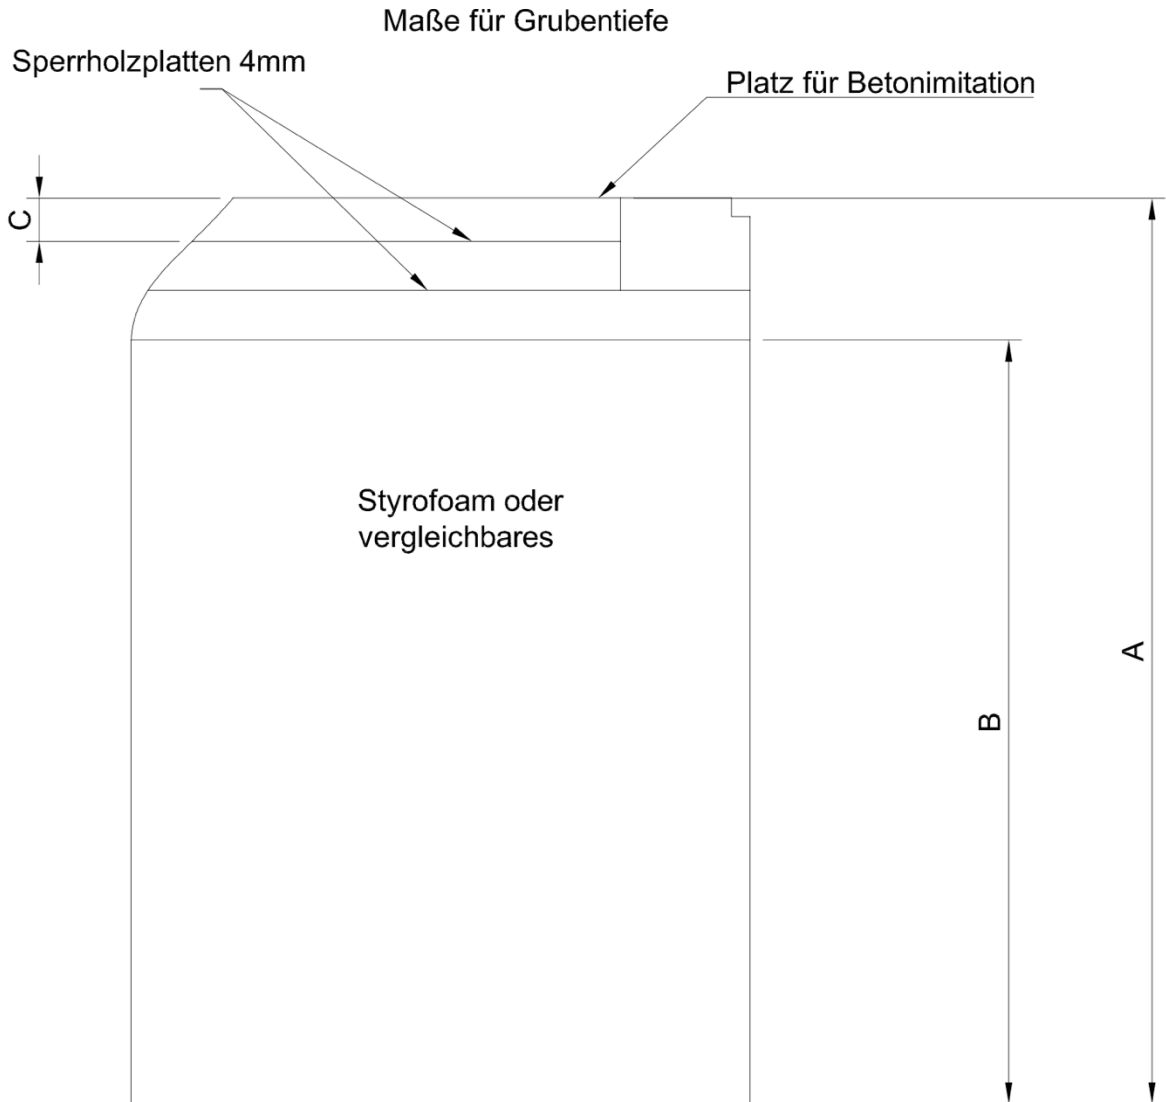 Maße für Grubentiefe
Sperrholzplatten 4mm
Platz für Betonimitation
C
Styrofoam oder
vergleichbares
A
B